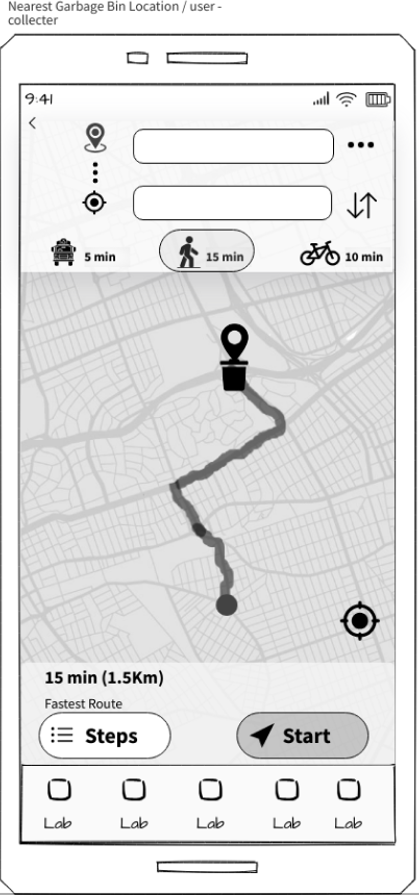 Nearest Garbage Bin Location / user -
collecter
9:41
5 min
15 min
10 min
15 min (1.5Km)
Fastest Route
Steps
Start
Lab
Lab
Lab
Lab
Lab